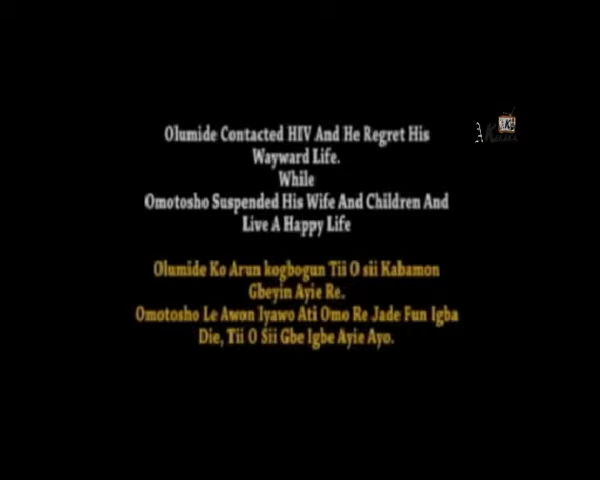 Olumide Contacted HIV And He Regret His
Wayward Life.
While
Omotosho Suspended His Wife And Children And
Live A Happy Life
Olumide Ko Arun kogbogun Tii O sii Kabamon
Gbeyin Ayie Re.
Omotosho Le Awon Iyawo Ati Omo Re Jade Fun Igba
Die, Tii O Sii Gbe Igbe Ayie Ayo.